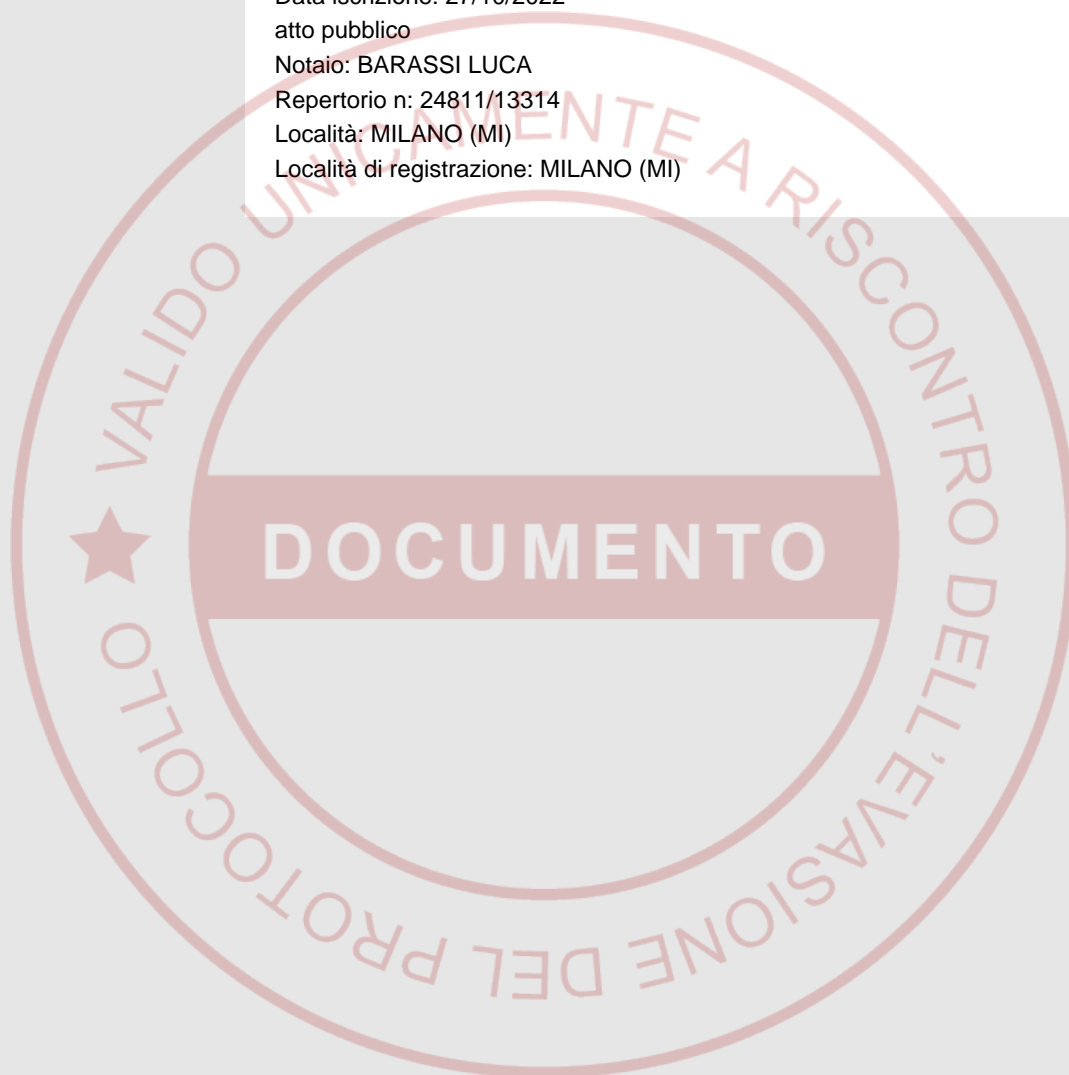 Data iscrizione: 27/10/2022
atto pubblico
Notaio: BARASSI LUCA
Repertorio n: 24811/13314
Località: MILANO (MI)
Località di registrazione: MILANO (MI)
★ VALIDO UNICAMENTE A RISCONTRO DELL'EVASIONE DEL PROTOCOLLO
DOCUMENTO